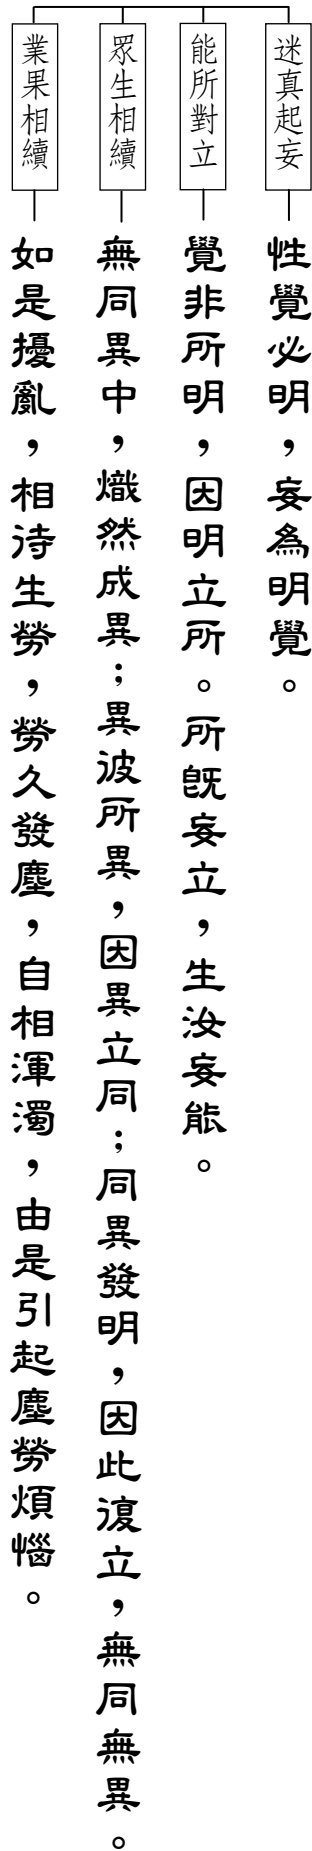 迷真起妄
性覺必明，妄為明覺。
能所對立
覺非所明，因明立所。所既妄立，生汝妄能。
眾生相續
無同異中，熾然成異；異彼所異，因異立同；同異發明，因此復立，無同無異。
業果相續
如是擾亂，相待生勞，勞久發塵，自相渾濁，由是引起塵勞煩惱。